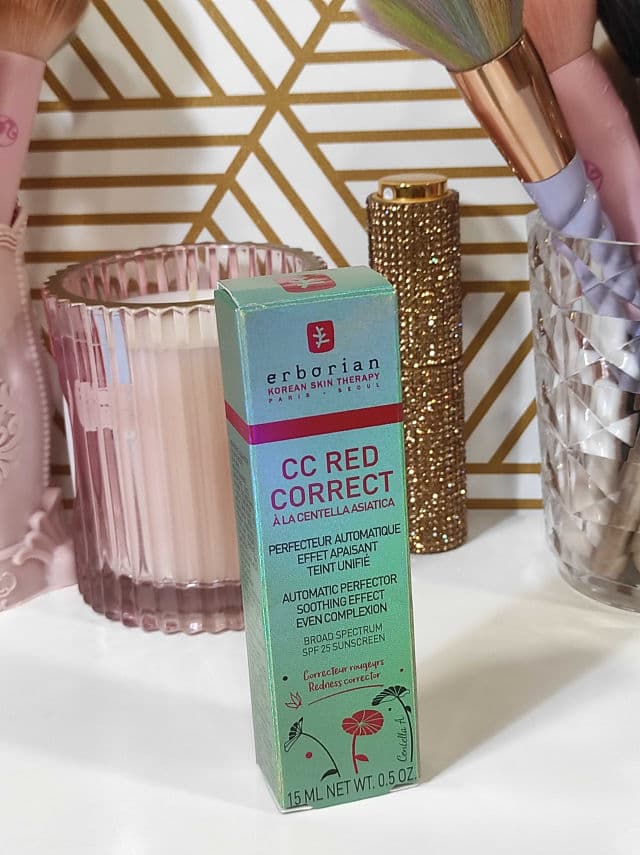 erborian
KOREAN SKIN THERAPY
PARIS - SEOUL
CC RED
CORRECT
À LA CENTELLA ASIATICA
PERFECTEUR AUTOMATIQUE
EFFET APAISANT
TEINT UNIFIÉ
AUTOMATIC PERFECTOR
SOOTHING EFFECT
EVEN COMPLEXION
BROAD SPECTRUM
SPF 25 SUNSCREEN
Correcteur rougeurs
Redness corrector
Centella A.
15 ML NET WT. 0.5 OZ.